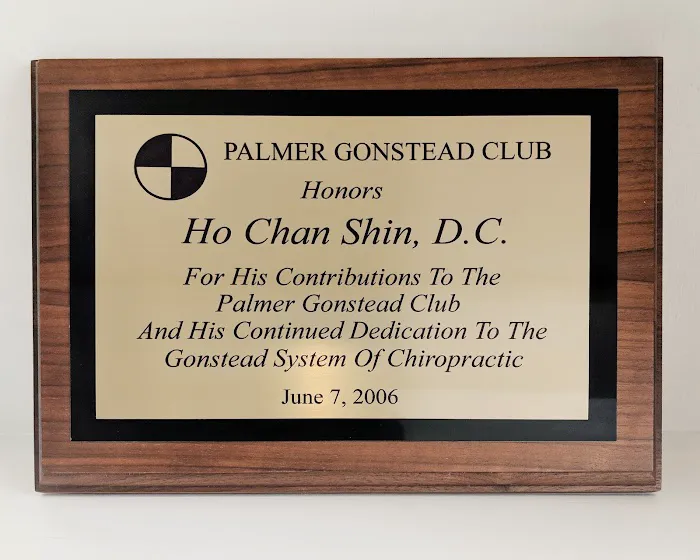 PALMER GONSTEAD CLUB
Honors
Ho Chan Shin, D.C.
For His Contributions To The
Palmer Gonstead Club
And His Continued Dedication To The
Gonstead System Of Chiropractic
June 7, 2006